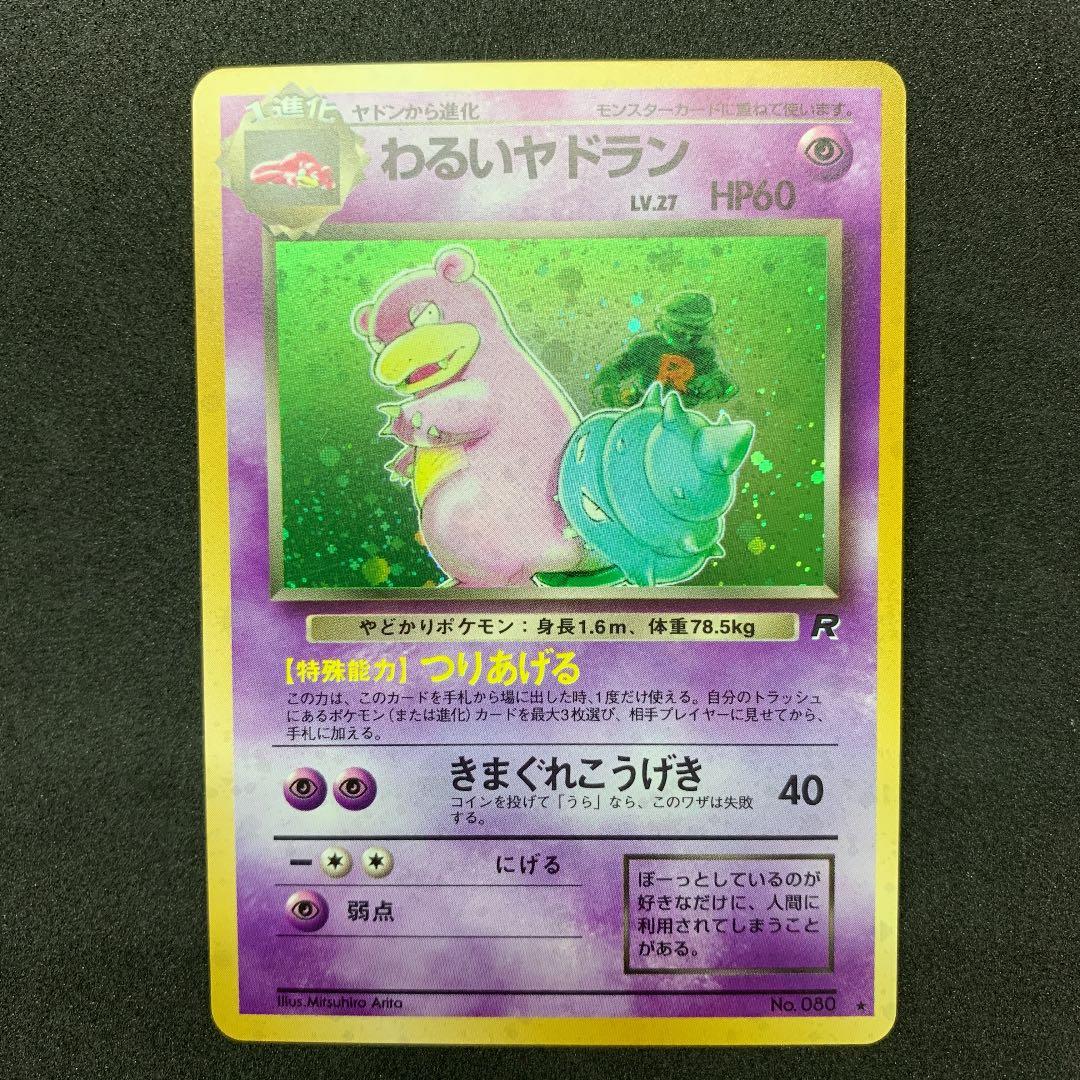 1進化
ヤドンから進化
モンスターカードに重ねて使います。
わるいヤドラン
LV.27 HP60
R
やどかりポケモン：身長1.6m、体重78.5kg
R
【特殊能力】つりあげる
この力は、このカードを手札から場に出した時、1度だけ使える。自分のトラッシュ
にあるポケモン（または進化）カードを最大3枚選び、相手プレイヤーに見せてから、
手札に加える。
きまぐれこうげき
40
コインを投げて「うら」なら、このワザは失敗
する。
にげる
弱点
ぼーっとしているのが
好きなだけに、人間に
利用されてしまうこと
がある。
Illus.Mitsuhiro Arita
No. 080 ★